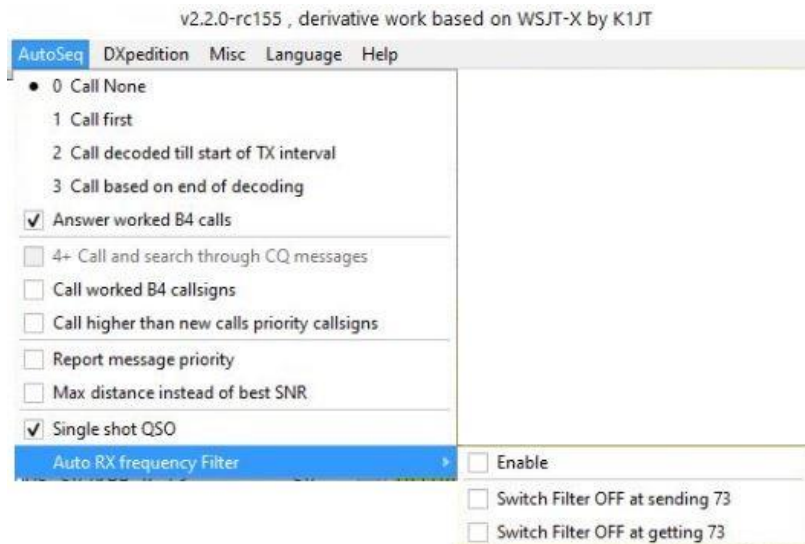 v2.2.0-rc155 , derivative work based on WSJT-X by K1JT
AutoSeq DXpedition Misc Language Help
0 Call None
1 Call first
2 Call decoded till start of TX interval
3 Call based on end of decoding
Answer worked B4 calls
4+ Call and search through CQ messages
Call worked B4 callsigns
Call higher than new calls priority callsigns
Report message priority
Max distance instead of best SNR
Single shot QSO
Auto RX frequency Filter
Enable
Switch Filter OFF at sending 73
Switch Filter OFF at getting 73